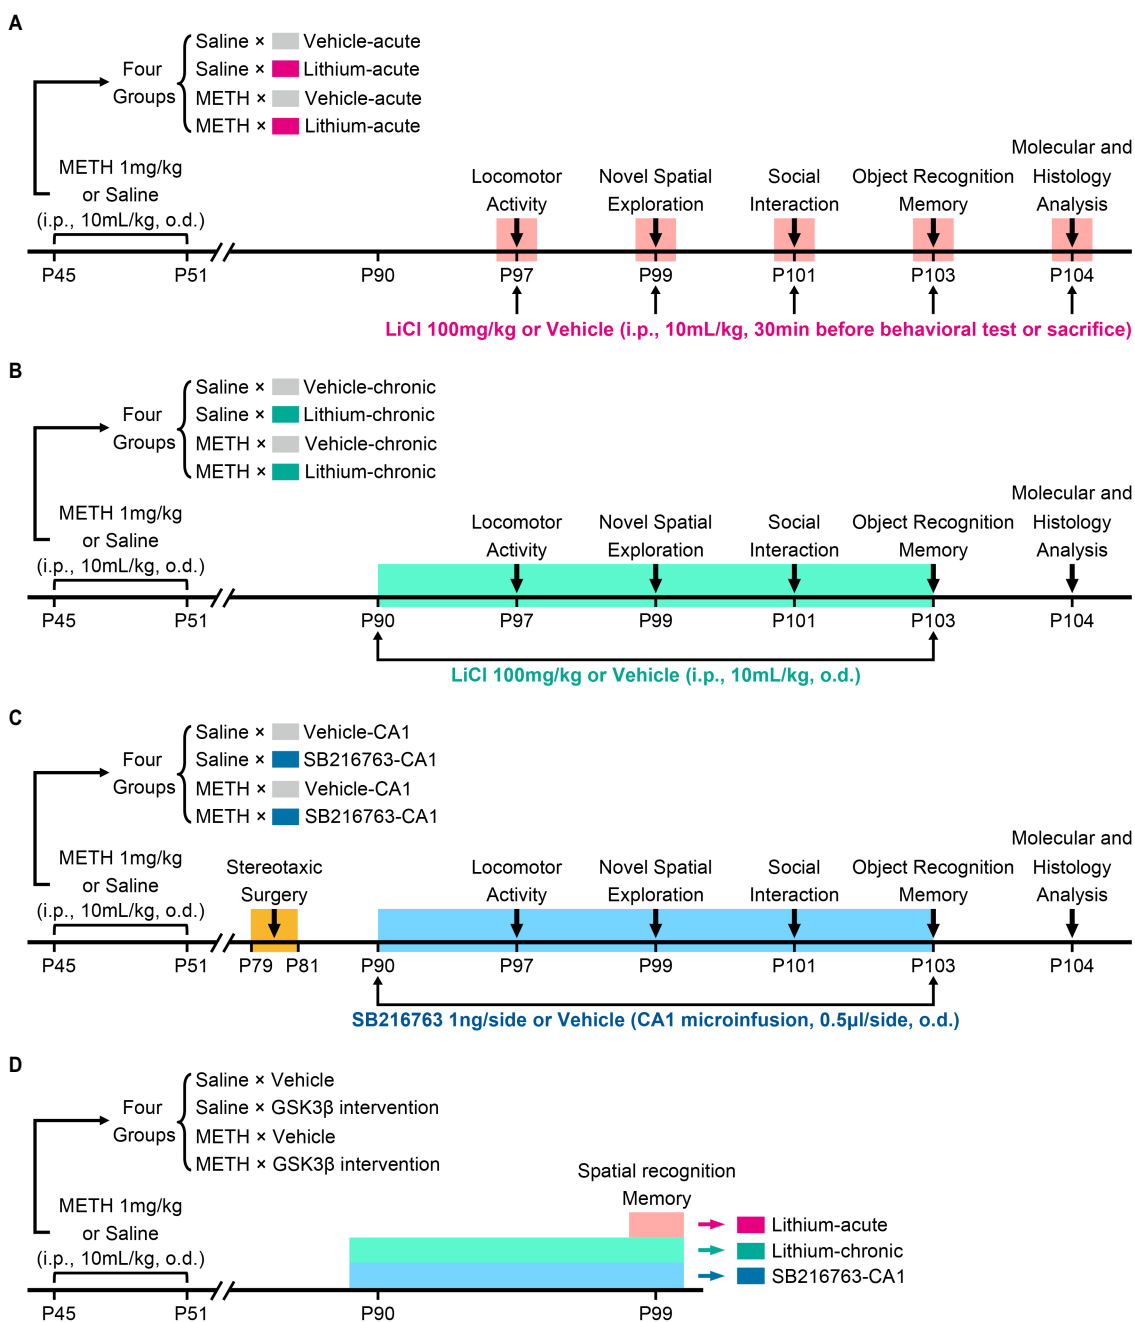 A
Four
Groups
Saline × Vehicle-acute
Saline × Lithium-acute
METH × Vehicle-acute
METH × Lithium-acute
METH 1mg/kg
or Saline
(i.p., 10mL/kg, o.d.)
Locomotor
Activity
Novel Spatial
Exploration
Social
Interaction
Object Recognition
Memory
Molecular and
Histology
Analysis
P45 P51 P90 P97 P99 P101 P103 P104
LiCl 100mg/kg or Vehicle (i.p., 10mL/kg, 30min before behavioral test or sacrifice)
B
Four
Groups
Saline × Vehicle-chronic
Saline × Lithium-chronic
METH × Vehicle-chronic
METH × Lithium-chronic
METH 1mg/kg
or Saline
(i.p., 10mL/kg, o.d.)
Locomotor
Activity
Novel Spatial
Exploration
Social
Interaction
Object Recognition
Memory
Molecular and
Histology
Analysis
P45 P51 P90 P97 P99 P101 P103 P104
LiCl 100mg/kg or Vehicle (i.p., 10mL/kg, o.d.)
C
Four
Groups
Saline × Vehicle-CA1
Saline × SB216763-CA1
METH × Vehicle-CA1
METH × SB216763-CA1
METH 1mg/kg
or Saline
(i.p., 10mL/kg, o.d.)
Stereotaxic
Surgery
Locomotor
Activity
Novel Spatial
Exploration
Social
Interaction
Object Recognition
Memory
Molecular and
Histology
Analysis
P45 P51 P79 P81 P90 P97 P99 P101 P103 P104
SB216763 1ng/side or Vehicle (CA1 microinfusion, 0.5μl/side, o.d.)
D
Four
Groups
Saline × Vehicle
Saline × GSK3β intervention
METH × Vehicle
METH × GSK3β intervention
METH 1mg/kg
or Saline
(i.p., 10mL/kg, o.d.)
Spatial recognition
Memory
Lithium-acute
Lithium-chronic
SB216763-CA1
P45 P51 P90 P99